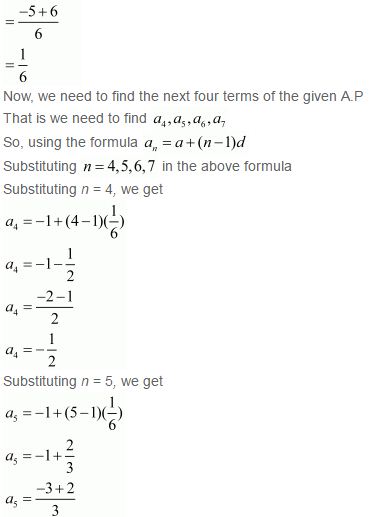 = \frac{-5+6}{6}
= \frac{1}{6}
Now, we need to find the next four terms of the given A.P
That is we need to find a_4, a_5, a_6, a_7
So, using the formula a_n = a + (n-1)d
Substituting n = 4, 5, 6, 7 in the above formula
Substituting n = 4, we get
a_4 = -1 + (4-1)(\frac{1}{6})
a_4 = -1 - \frac{1}{2}
a_4 = \frac{-2-1}{2}
a_4 = -\frac{1}{2}
Substituting n = 5, we get
a_5 = -1 + (5-1)(\frac{1}{6})
a_5 = -1 + \frac{2}{3}
a_5 = \frac{-3+2}{3}